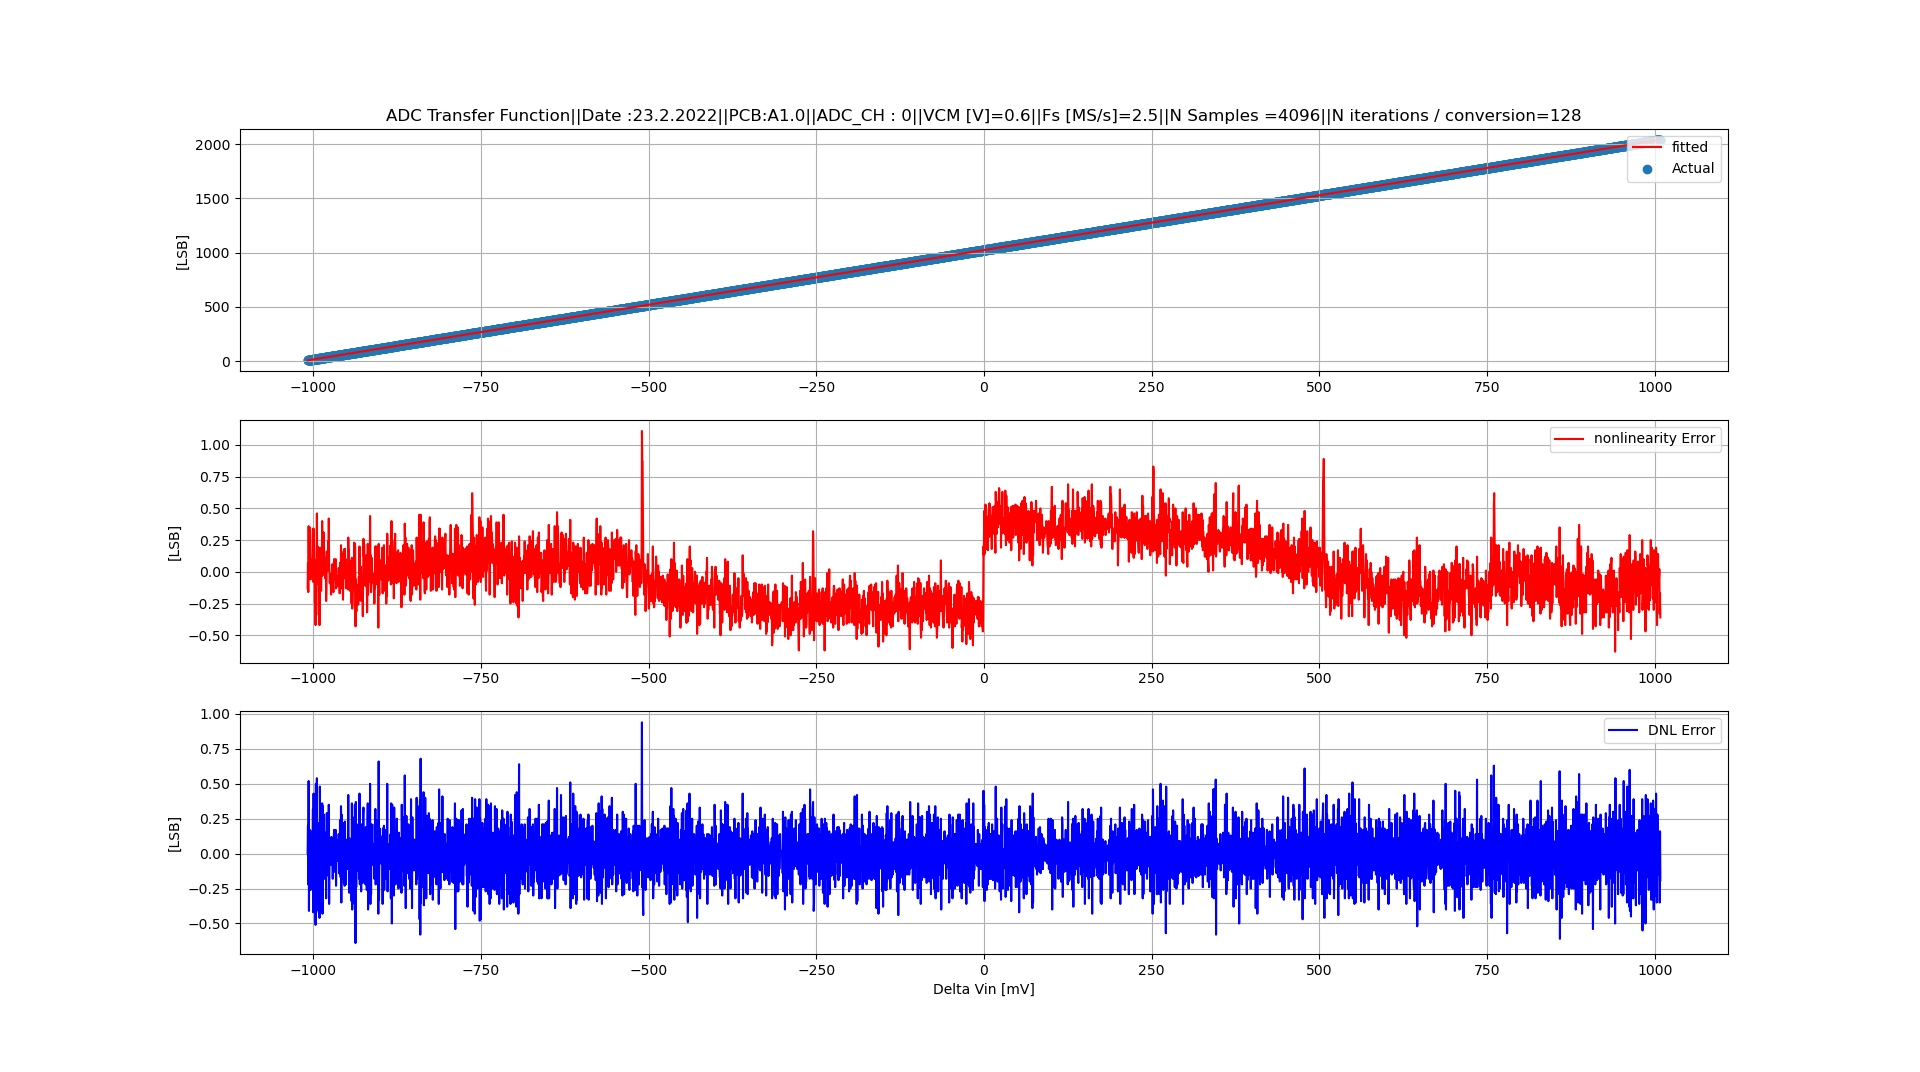 ADC Transfer Function||Date :23.2.2022||PCB:A1.0||ADC_CH : 0||VCM [V]=0.6||Fs [MS/s]=2.5||N Samples =4096||N iterations / conversion=128
2000
1500
1000
500
0
[LSB]
fitted
Actual
−1000 −750 −500 −250 0 250 500 750 1000
1.00
0.75
0.50
0.25
0.00
−0.25
−0.50
[LSB]
nonlinearity Error
−1000 −750 −500 −250 0 250 500 750 1000
1.00
0.75
0.50
0.25
0.00
−0.25
−0.50
[LSB]
DNL Error
−1000 −750 −500 −250 0 250 500 750 1000
Delta Vin [mV]